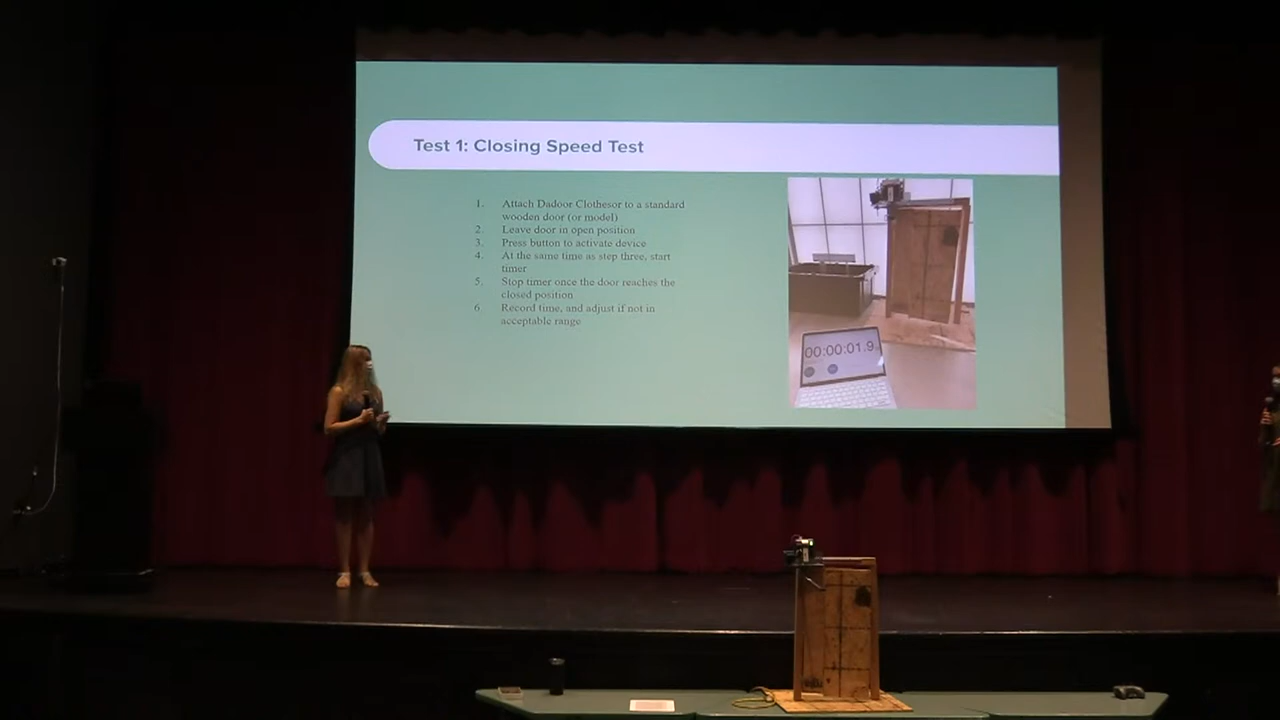 Test 1: Closing Speed Test
1. Attach Dadoor Clothesor to a standard
wooden door (or model)
2. Leave door in open position
3. Press button to activate device
4. At the same time as step three, start
timer
5. Stop timer once the door reaches the
closed position
6. Record time, and adjust if not in
acceptable range
00:00:01.9